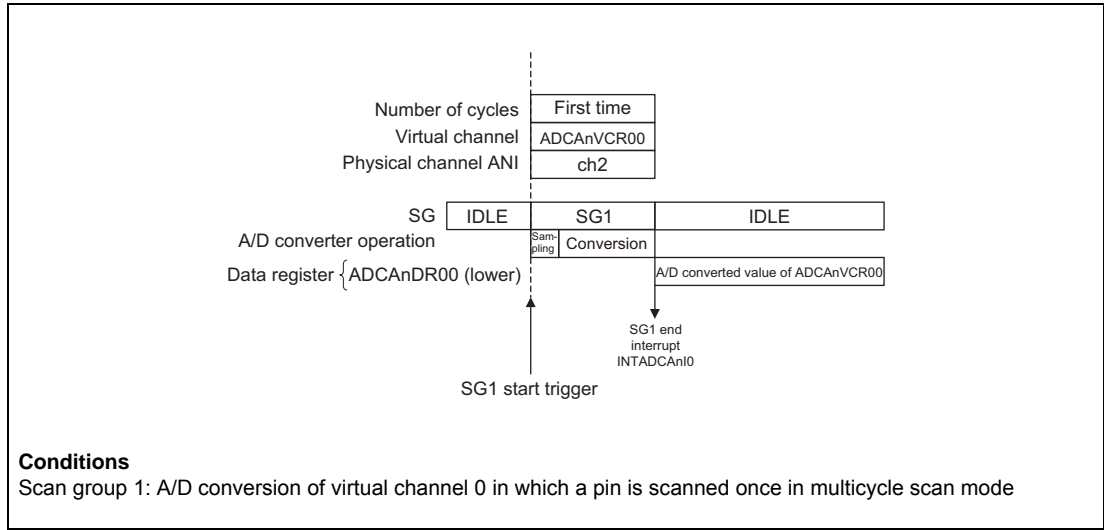 Number of cycles First time
Virtual channel ADCAnVCR00
Physical channel ANI ch2
SG IDLE SG1 IDLE
A/D converter operation Sam-
pling Conversion
Data register { ADCAnDR00 (lower) A/D converted value of ADCAnVCR00
SG1 end
interrupt
INTADCAnI0
SG1 start trigger
Conditions
Scan group 1: A/D conversion of virtual channel 0 in which a pin is scanned once in multicycle scan mode